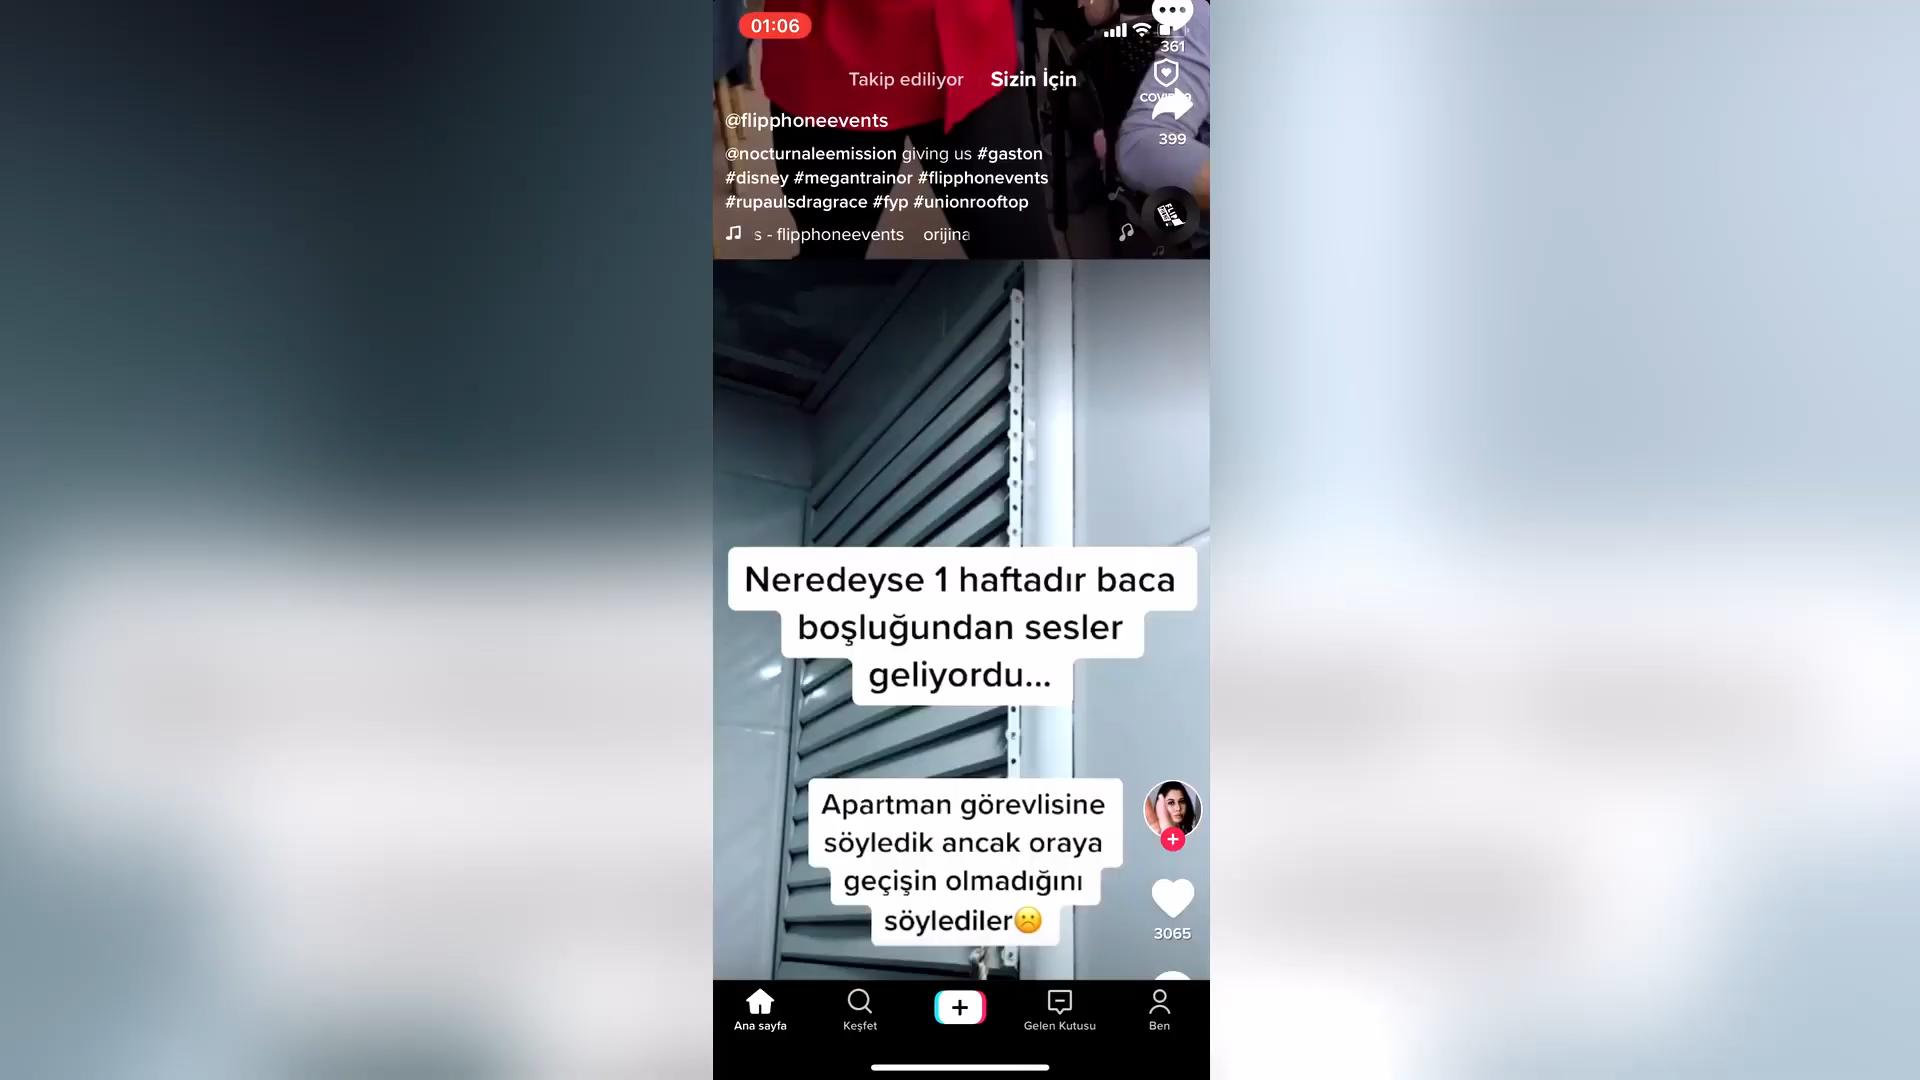 01:06
361
Takip ediliyor Sizin İçin
399
@flipphoneevents
@nocturnaleemission giving us #gaston
#disney #megantrainor #flipphonevents
#rupaulsdragrace #fyp #unionrooftop
s - flipphoneevents orijina
FLIP
Neredeyse 1 haftadır baca
boşluğundan sesler
geliyordu...
Apartman görevlisine
söyledik ancak oraya
geçişin olmadığını
söylediler☹️
3065
Ana sayfa
Keşfet
Gelen Kutusu
Ben